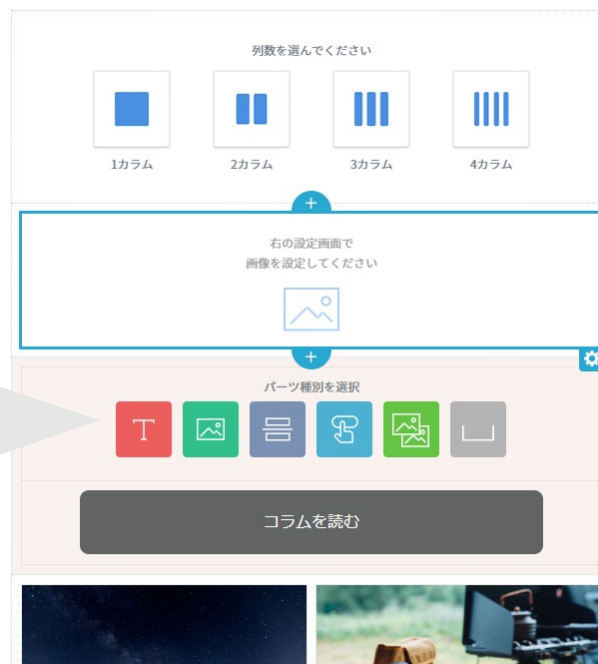 列数を選んでください
1カラム
2カラム
3カラム
4カラム
右の設定画面で
画像を設定してください
パーツ種別を選択
T
コラムを読む